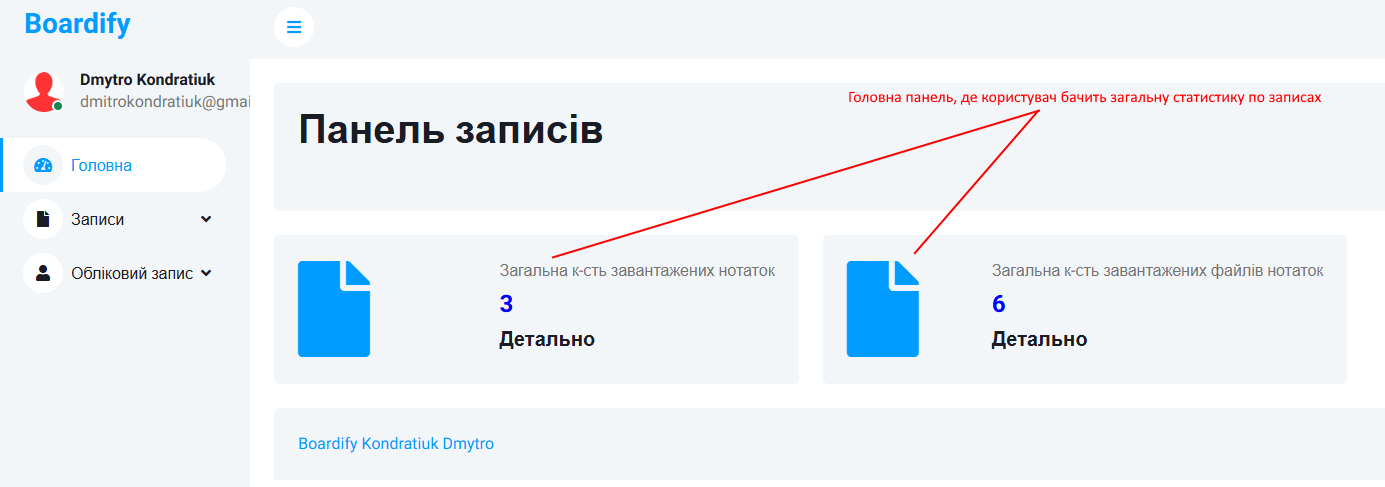 Boardify
Dmytro Kondratiuk
dmitrokondratiuk@gmai
Головна
Записи
Обліковий запис
Головна панель, де користувач бачить загальну статистику по записах
Панель записів
Загальна к-сть завантажених нотаток
3
Детально
Загальна к-сть завантажених файлів нотаток
6
Детально
Boardify Kondratiuk Dmytro